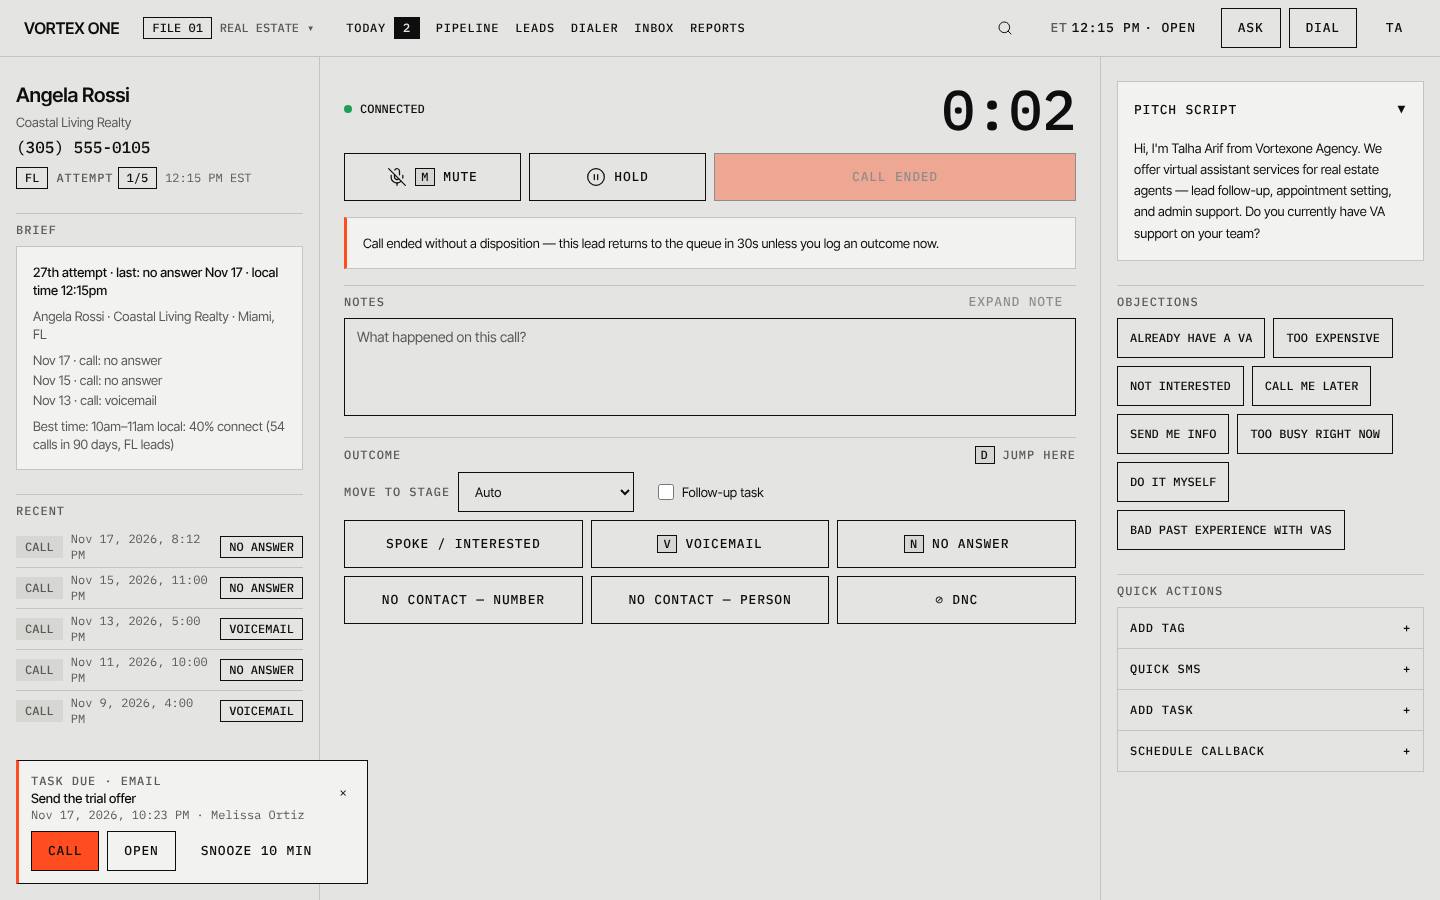 VORTEX ONE
FILE 01
REAL ESTATE ▾
TODAY 2
PIPELINE
LEADS
DIALER
INBOX
REPORTS
ET 12:15 PM · OPEN
ASK
DIAL
TA
Angela Rossi
Coastal Living Realty
(305) 555-0105
FL ATTEMPT 1/5 12:15 PM EST
BRIEF
27th attempt · last: no answer Nov 17 · local
time 12:15pm
Angela Rossi · Coastal Living Realty · Miami,
FL
Nov 17 · call: no answer
Nov 15 · call: no answer
Nov 13 · call: voicemail
Best time: 10am–11am local: 40% connect (54
calls in 90 days, FL leads)
RECENT
CALL Nov 17, 2026, 8:12 PM NO ANSWER
CALL Nov 15, 2026, 11:00 PM NO ANSWER
CALL Nov 13, 2026, 5:00 PM VOICEMAIL
CALL Nov 11, 2026, 10:00 PM NO ANSWER
CALL Nov 9, 2026, 4:00 PM VOICEMAIL
TASK DUE · EMAIL
Send the trial offer
Nov 17, 2026, 10:23 PM · Melissa Ortiz
×
CALL
OPEN
SNOOZE 10 MIN
CONNECTED
0:02
M MUTE
HOLD
CALL ENDED
Call ended without a disposition — this lead returns to the queue in 30s unless you log an outcome now.
NOTES
EXPAND NOTE
What happened on this call?
OUTCOME
D JUMP HERE
MOVE TO STAGE
Auto
Follow-up task
SPOKE / INTERESTED
V VOICEMAIL
N NO ANSWER
NO CONTACT — NUMBER
NO CONTACT — PERSON
⊘ DNC
PITCH SCRIPT ▼
Hi, I'm Talha Arif from Vortexone Agency. We
offer virtual assistant services for real estate
agents — lead follow-up, appointment setting,
and admin support. Do you currently have VA
support on your team?
OBJECTIONS
ALREADY HAVE A VA
TOO EXPENSIVE
NOT INTERESTED
CALL ME LATER
SEND ME INFO
TOO BUSY RIGHT NOW
DO IT MYSELF
BAD PAST EXPERIENCE WITH VAS
QUICK ACTIONS
ADD TAG +
QUICK SMS +
ADD TASK +
SCHEDULE CALLBACK +